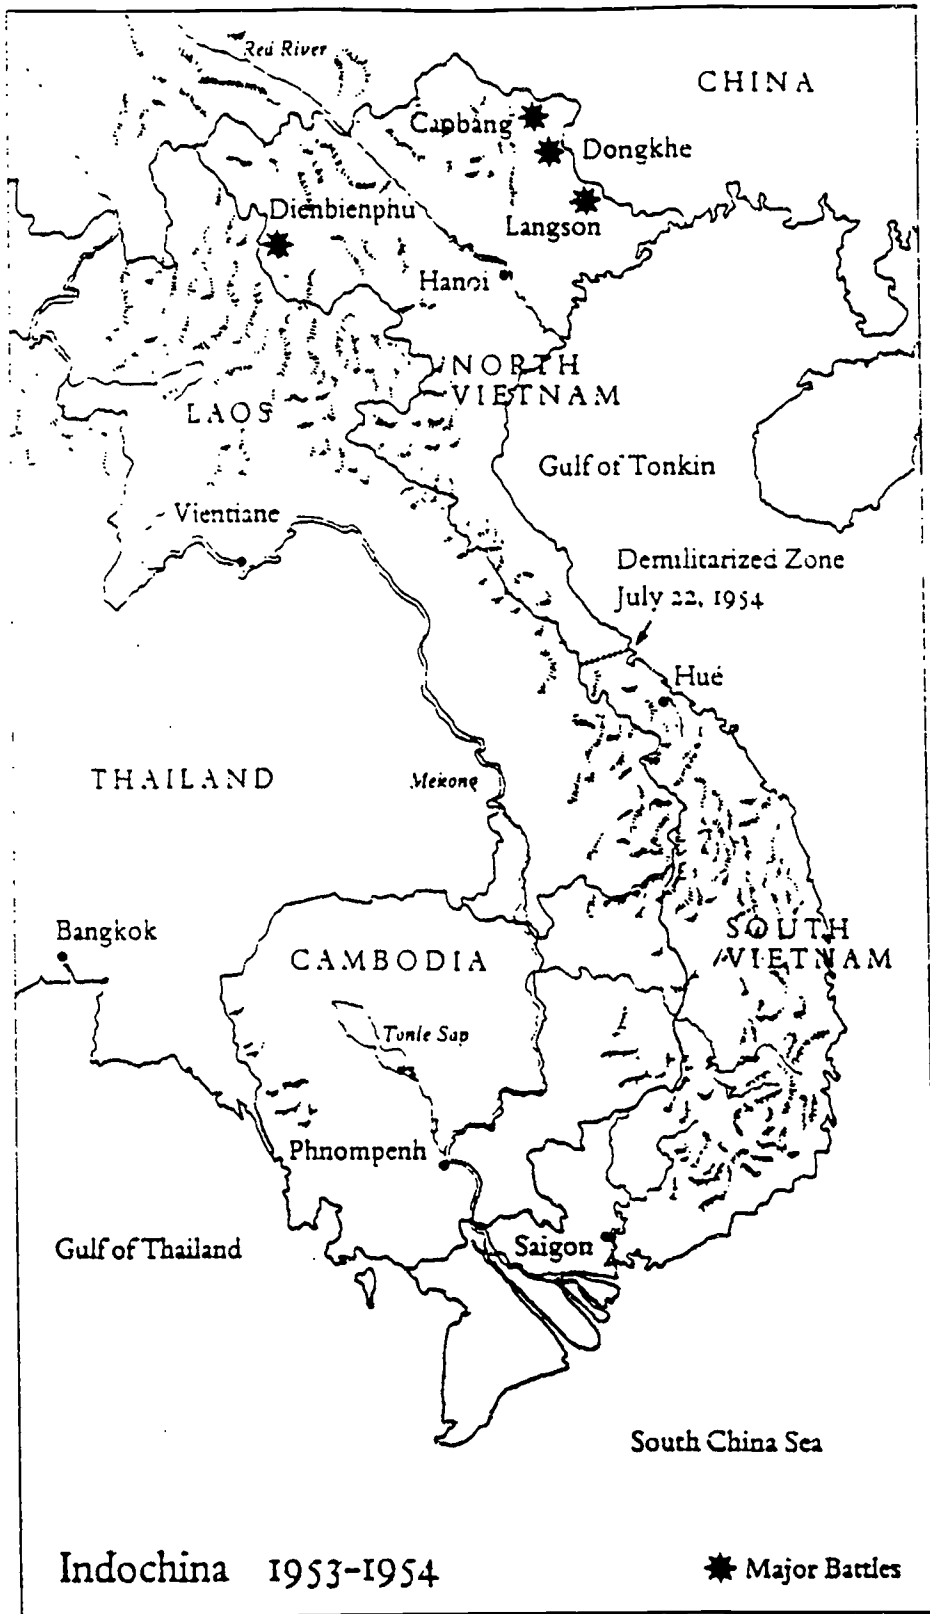 Red River
CHINA
Capbang
Dongkhe
Dienbienphu
Langson
Hanoi
NORTH
VIETNAM
LAOS
Gulf of Tonkin
Vientiane
Demilitarized Zone
July 22, 1954
Hué
THAILAND
Mekong
Bangkok
SOUTH
VIETNAM
CAMBODIA
Tonle Sap
Phnompenh
Gulf of Thailand
Saigon
South China Sea
Indochina 1953-1954
Major Battles